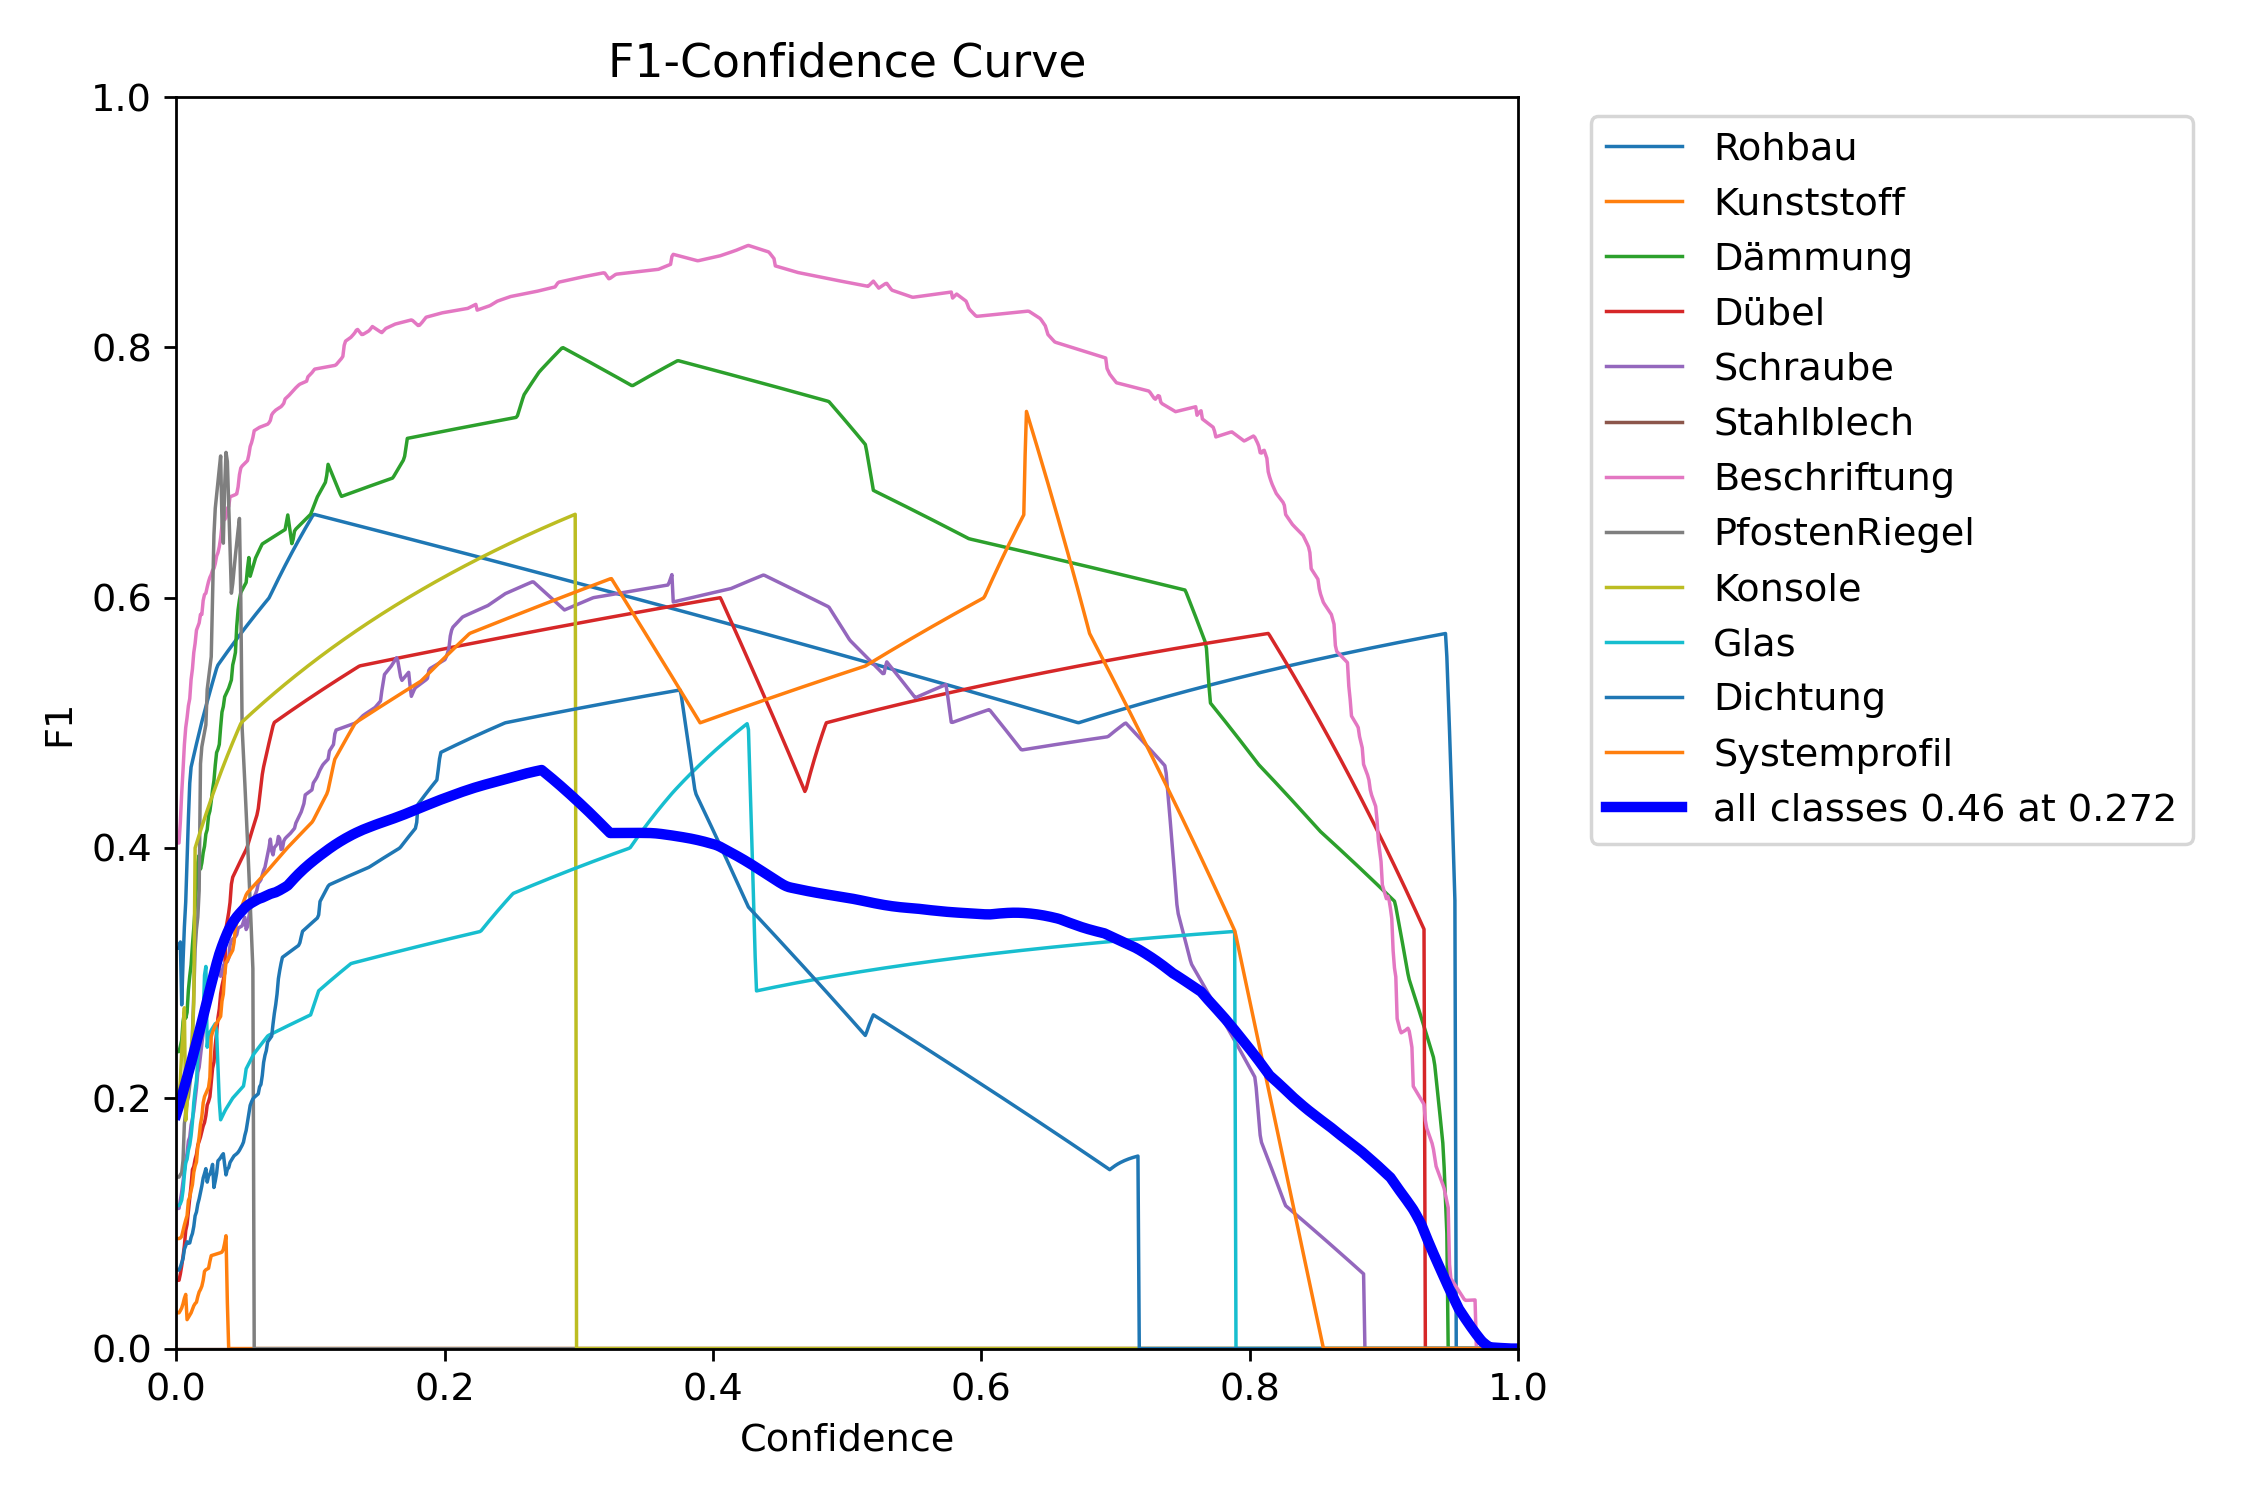 F1-Confidence Curve
1.0
0.8
0.6
0.4
0.2
0.0
F1
0.0 0.2 0.4 0.6 0.8 1.0
Confidence
Rohbau
Kunststoff
Dämmung
Dübel
Schraube
Stahlblech
Beschriftung
PfostenRiegel
Konsole
Glas
Dichtung
Systemprofil
all classes 0.46 at 0.272